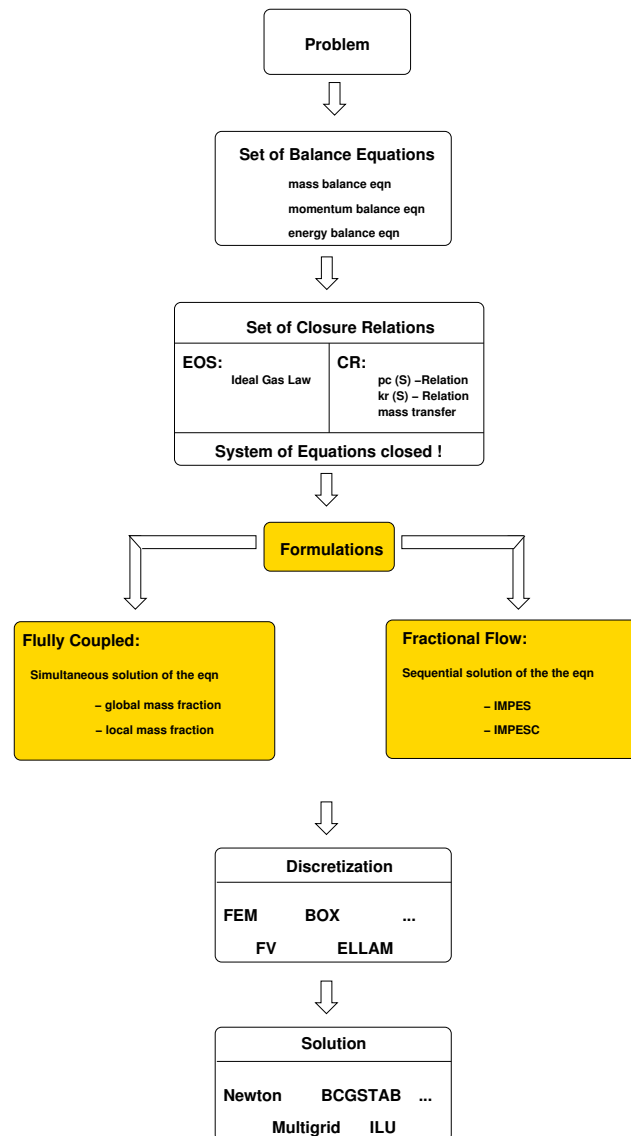 Problem
Set of Balance Equations
mass balance eqn
momentum balance eqn
energy balance eqn
Set of Closure Relations
EOS:
Ideal Gas Law
CR:
pc (S) –Relation
kr (S) – Relation
mass transfer
System of Equations closed !
Formulations
Flully Coupled:
Simultaneous solution of the eqn
– global mass fraction
– local mass fraction
Fractional Flow:
Sequential solution of the the eqn
– IMPES
– IMPESC
Discretization
FEM BOX ...
FV ELLAM
Solution
Newton BCGSTAB ...
Multigrid ILU